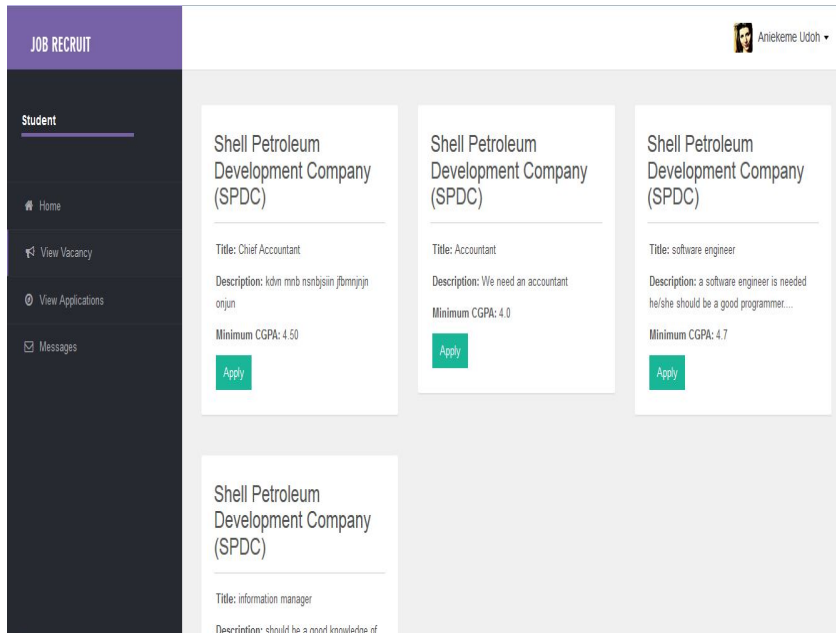 JOB RECRUIT
Aniekeme Udoh
Student
Home
View Vacancy
View Applications
Messages
Shell Petroleum
Development Company
(SPDC)
Title: Chief Accountant
Description: kdvn mnb nsnbjsiin jfbmnjnjn
onjun
Minimum CGPA: 4.50
Apply
Shell Petroleum
Development Company
(SPDC)
Title: Accountant
Description: We need an accountant
Minimum CGPA: 4.0
Apply
Shell Petroleum
Development Company
(SPDC)
Title: software engineer
Description: a software engineer is needed
he/she should be a good programmer....
Minimum CGPA: 4.7
Apply
Shell Petroleum
Development Company
(SPDC)
Title: information manager
Description: should be a good knowledge of